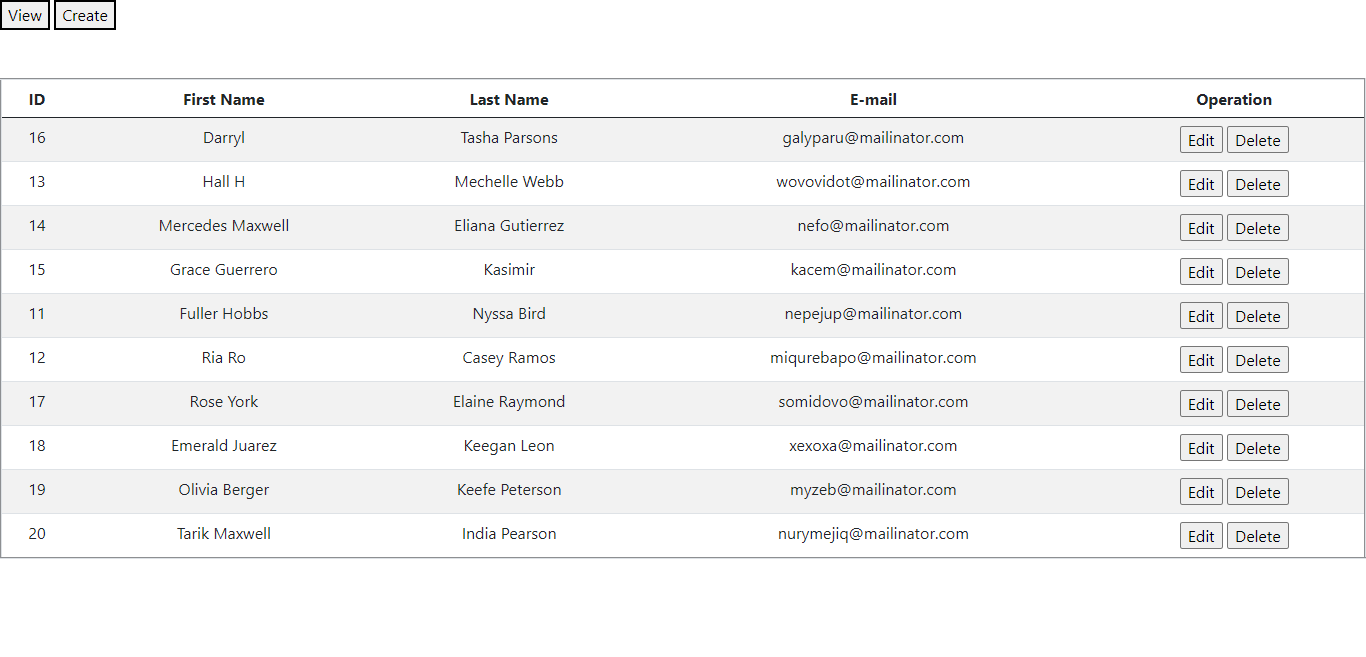 View Create
ID First Name Last Name E-mail Operation
16 Darryl Tasha Parsons galyparu@mailinator.com Edit Delete
13 Hall H Mechelle Webb wovovidot@mailinator.com Edit Delete
14 Mercedes Maxwell Eliana Gutierrez nefo@mailinator.com Edit Delete
15 Grace Guerrero Kasimir kacem@mailinator.com Edit Delete
11 Fuller Hobbs Nyssa Bird nepejup@mailinator.com Edit Delete
12 Ria Ro Casey Ramos miqurebapo@mailinator.com Edit Delete
17 Rose York Elaine Raymond somidovo@mailinator.com Edit Delete
18 Emerald Juarez Keegan Leon xexoxa@mailinator.com Edit Delete
19 Olivia Berger Keefe Peterson myzeb@mailinator.com Edit Delete
20 Tarik Maxwell India Pearson nurymejiq@mailinator.com Edit Delete